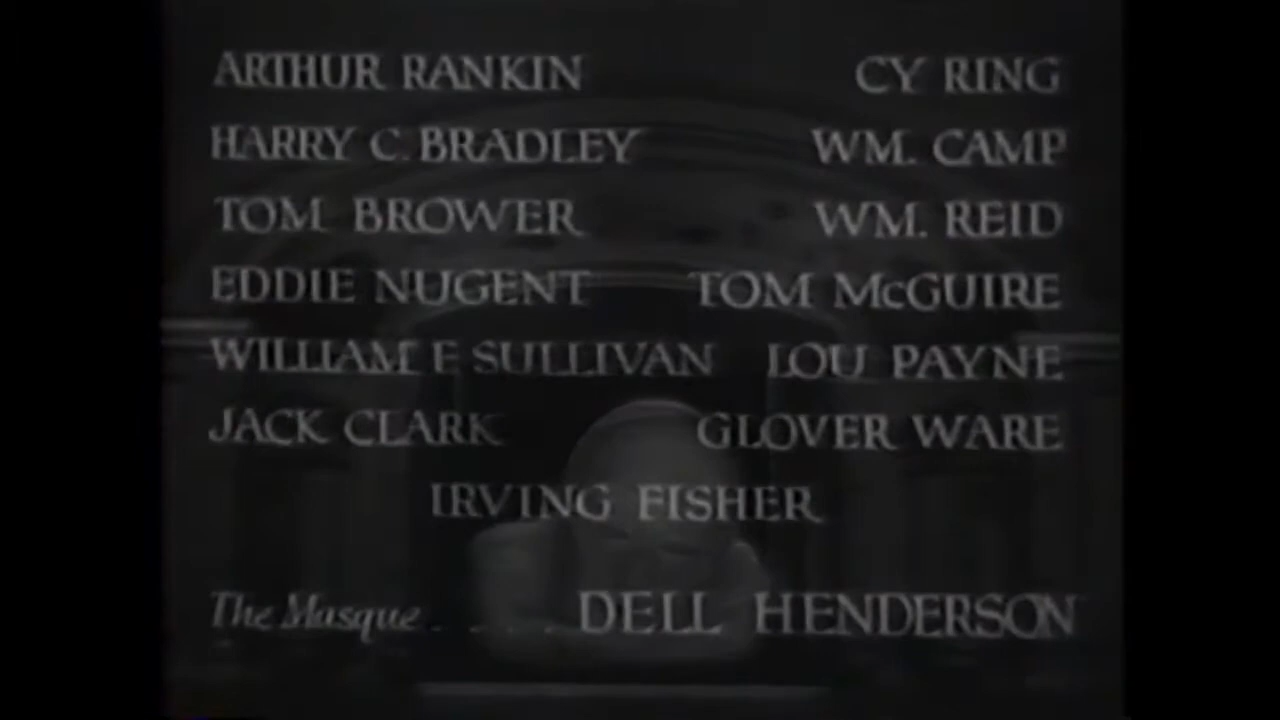 ARTHUR RANKIN CY RING
HARRY C. BRADLEY WM. CAMP
TOM BROWER WM. REID
EDDIE NUGENT TOM McGUIRE
WILLIAM F. SULLIVAN LOU PAYNE
JACK CLARK GLOVER WARE
IRVING FISHER
The Masque . . . . DELL HENDERSON